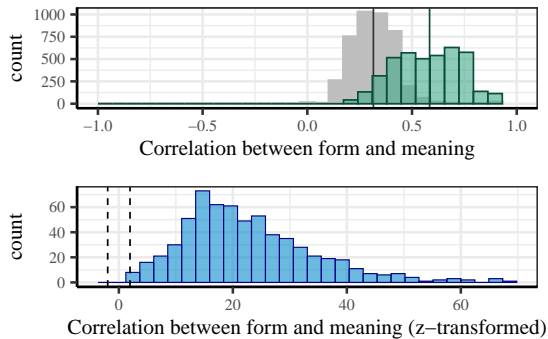 1000
750
500
250
0
count
−1.0 −0.5 0.0 0.5 1.0
Correlation between form and meaning
60
40
20
0
count
0 20 40 60
Correlation between form and meaning (z−transformed)